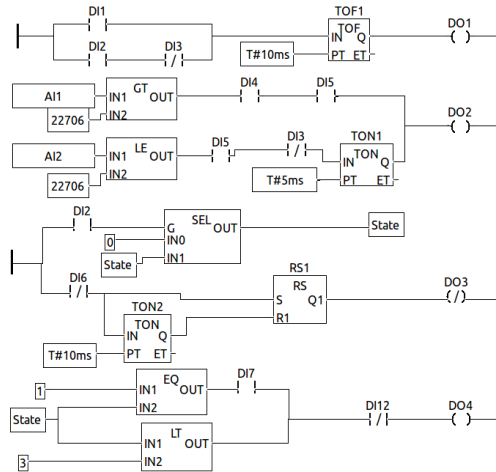 DI1 TOF1
TOF
IN Q DO1
DI2 DI3
T#10ms PT ET
GT
AI1 IN1 OUT DI4 DI5
22706 IN2
DO2
LE
AI2 IN1 OUT DI5 DI3 TON1
22706 IN2
TON
IN Q
T#5ms PT ET
DI2 SEL
G OUT State
0 IN0
State IN1
DI6 RS1
RS
S Q1 DO3
R1
TON2
TON
IN Q
T#10ms PT ET
EQ
1 IN1 OUT DI7
IN2
State DI12 DO4
LT
IN1 OUT
3 IN2